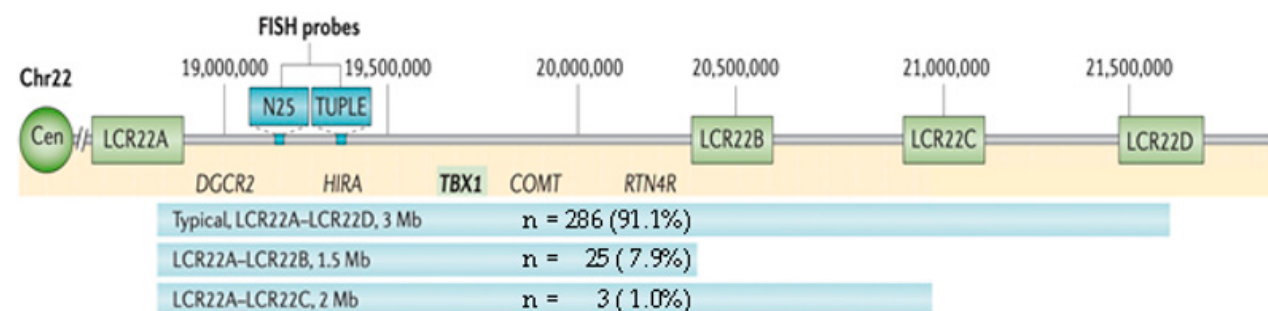 FISH probes
Chr22
19,000,000 19,500,000 20,000,000 20,500,000 21,000,000 21,500,000
N25 TUPLE
Cen // LCR22A LCR22B LCR22C LCR22D
DGCR2 HIRA TBX1 COMT RTN4R
Typical, LCR22A–LCR22D, 3 Mb n = 286 (91.1%)
LCR22A–LCR22B, 1.5 Mb n = 25 ( 7.9%)
LCR22A–LCR22C, 2 Mb n = 3 ( 1.0%)